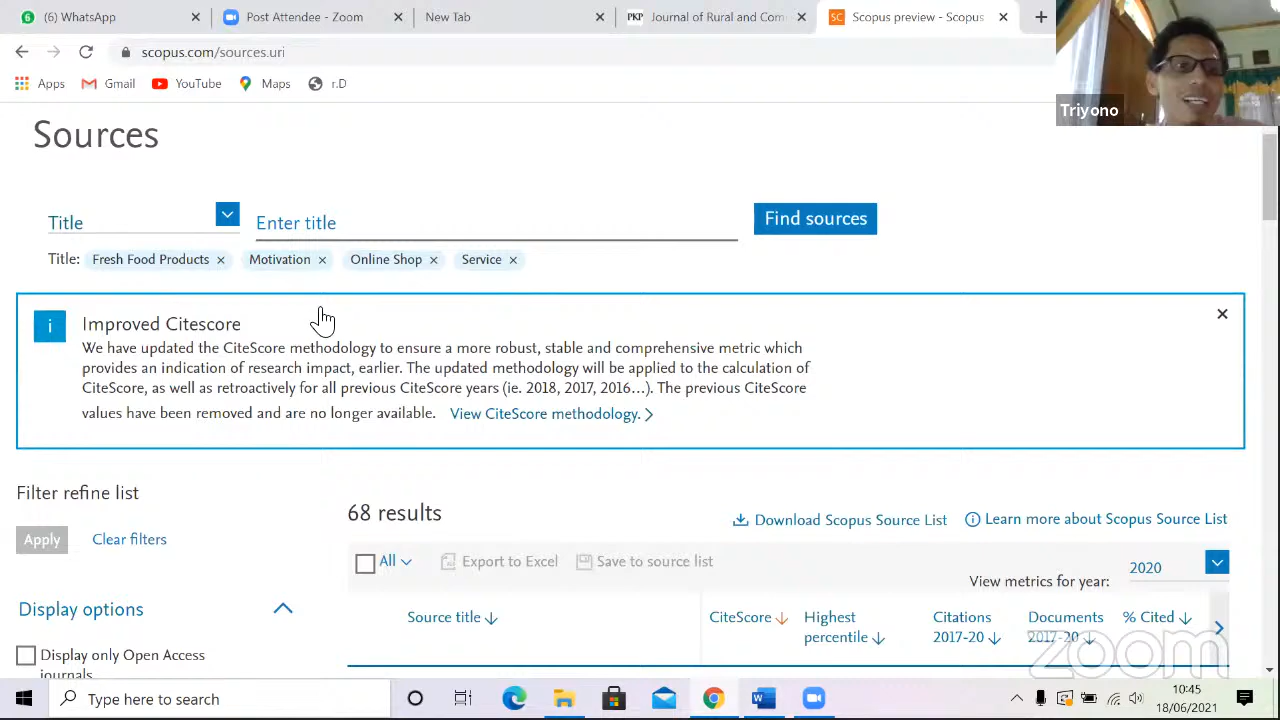 6 (6) WhatsApp
Post Attendee - Zoom
New Tab
PKP Journal of Rural and Com
SC Scopus preview - Scopus
scopus.com/sources.uri
Apps Gmail YouTube Maps r.D
Triyono
Sources
Title Enter title Find sources
Title: Fresh Food Products × Motivation × Online Shop × Service ×
i Improved Citescore
We have updated the CiteScore methodology to ensure a more robust, stable and comprehensive metric which
provides an indication of research impact, earlier. The updated methodology will be applied to the calculation of
CiteScore, as well as retroactively for all previous CiteScore years (ie. 2018, 2017, 2016...). The previous CiteScore
values have been removed and are no longer available. View CiteScore methodology. >
Filter refine list
Apply Clear filters
68 results
Download Scopus Source List Learn more about Scopus Source List
All Export to Excel Save to source list
View metrics for year: 2020
Source title CiteScore Highest percentile Citations 2017-20 Documents 2017-20 % Cited
Display options
Display only Open Access
journals
zoom
Type here to search
10:45
18/06/2021